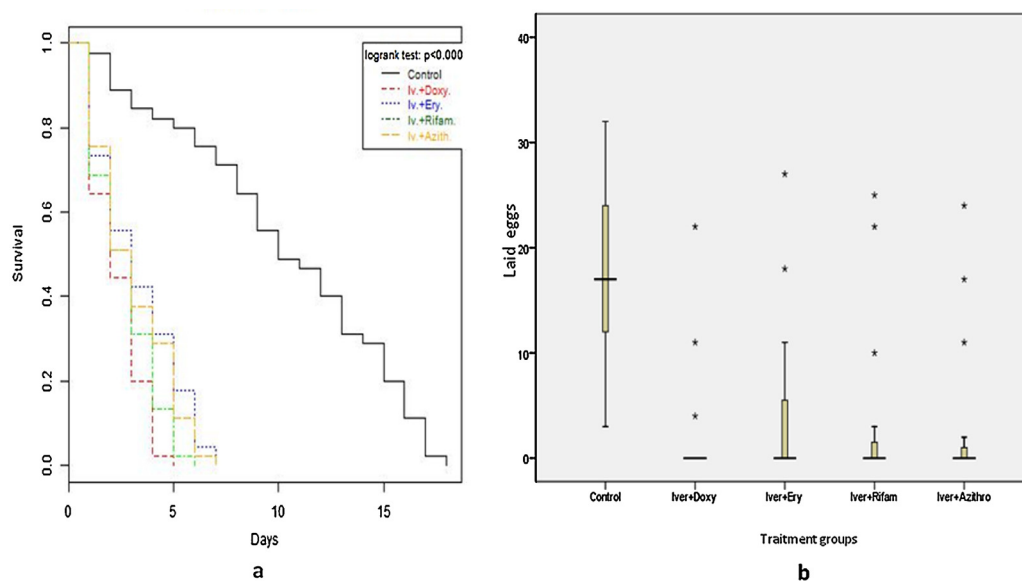 logrank test: p<0.000
Control
Iv.+Doxy.
Iv.+Ery.
Iv.+Rifam.
Iv.+Azith.
Survival
1.0
0.8
0.6
0.4
0.2
0.0
0 5 10 15
Days
a
Laid eggs
40
30
20
10
0
Control Iver+Doxy Iver+Ery Iver+Rifam Iver+Azithro
Traitment groups
b